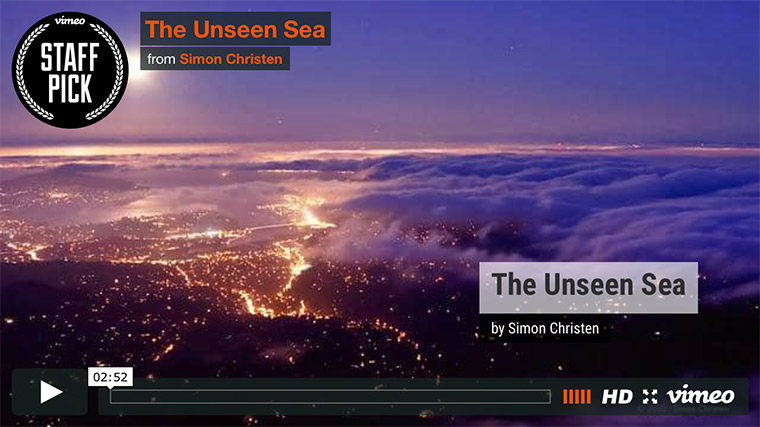 vimeo
STAFF
PICK
The Unseen Sea
from Simon Christen
The Unseen Sea
by Simon Christen
02:52
HD
vimeo